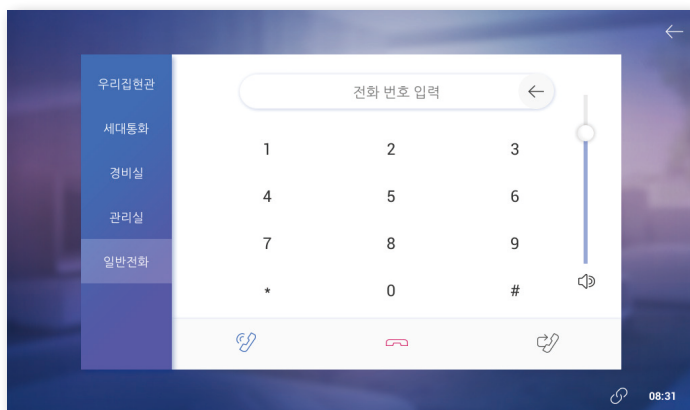 우리집현관
세대통화
경비실
관리실
일반전화
전화 번호 입력
1 2 3
4 5 6
7 8 9
* 0 #
08:31